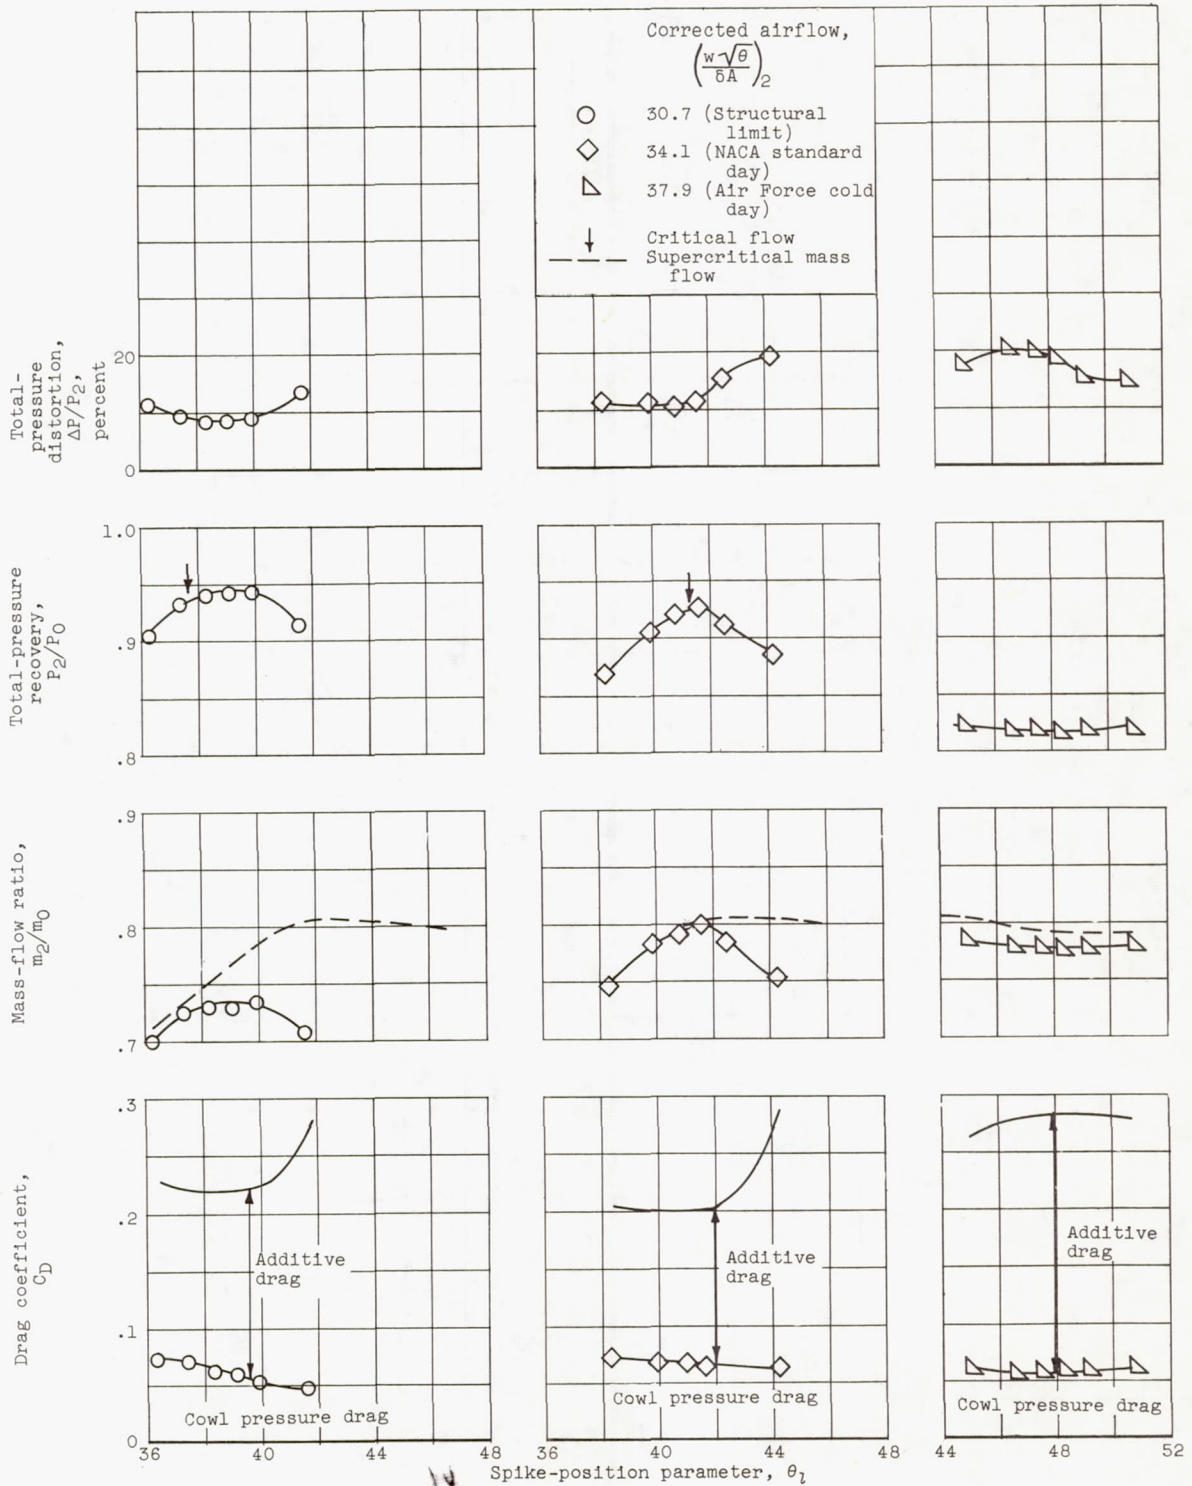 Corrected airflow,
(w√θ/δA)₂
30.7 (Structural
limit)
34.1 (NACA standard
day)
37.9 (Air Force cold
day)
Critical flow
Supercritical mass
flow
Total-
pressure
distortion,
ΔP/P₂,
percent
20
0
Total-pressure
recovery,
P₂/P₀
1.0
.9
.8
Mass-flow ratio,
m₂/m₀
.9
.8
.7
Drag coefficient,
C_D
.3
.2
.1
0
Additive
drag
Cowl pressure drag
Additive
drag
Cowl pressure drag
Additive
drag
Cowl pressure drag
36 40 44 48
36 40 44
44 48 52
Spike-position parameter, θ_l